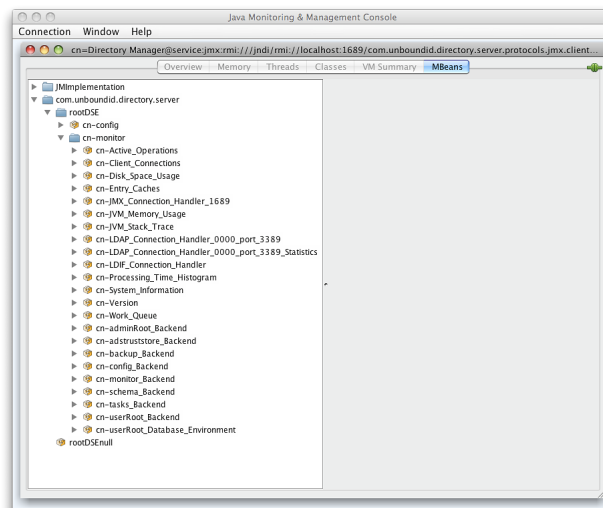 Java Monitoring & Management Console
Connection Window Help
cn=Directory Manager@service:jmx:rmi:///jndi/rmi://localhost:1689/com.unboundid.directory.server.protocols.jmx.client...
Overview Memory Threads Classes VM Summary MBeans
JMImplementation
com.unboundid.directory.server
rootDSE
cn-config
cn-monitor
cn-Active_Operations
cn-Client_Connections
cn-Disk_Space_Usage
cn-Entry_Caches
cn-JMX_Connection_Handler_1689
cn-JVM_Memory_Usage
cn-JVM_Stack_Trace
cn-LDAP_Connection_Handler_0000_port_3389
cn-LDAP_Connection_Handler_0000_port_3389_Statistics
cn-LDIF_Connection_Handler
cn-Processing_Time_Histogram
cn-System_Information
cn-Version
cn-Work_Queue
cn-adminRoot_Backend
cn-adstruststore_Backend
cn-backup_Backend
cn-config_Backend
cn-monitor_Backend
cn-schema_Backend
cn-tasks_Backend
cn-userRoot_Backend
cn-userRoot_Database_Environment
rootDSEnull